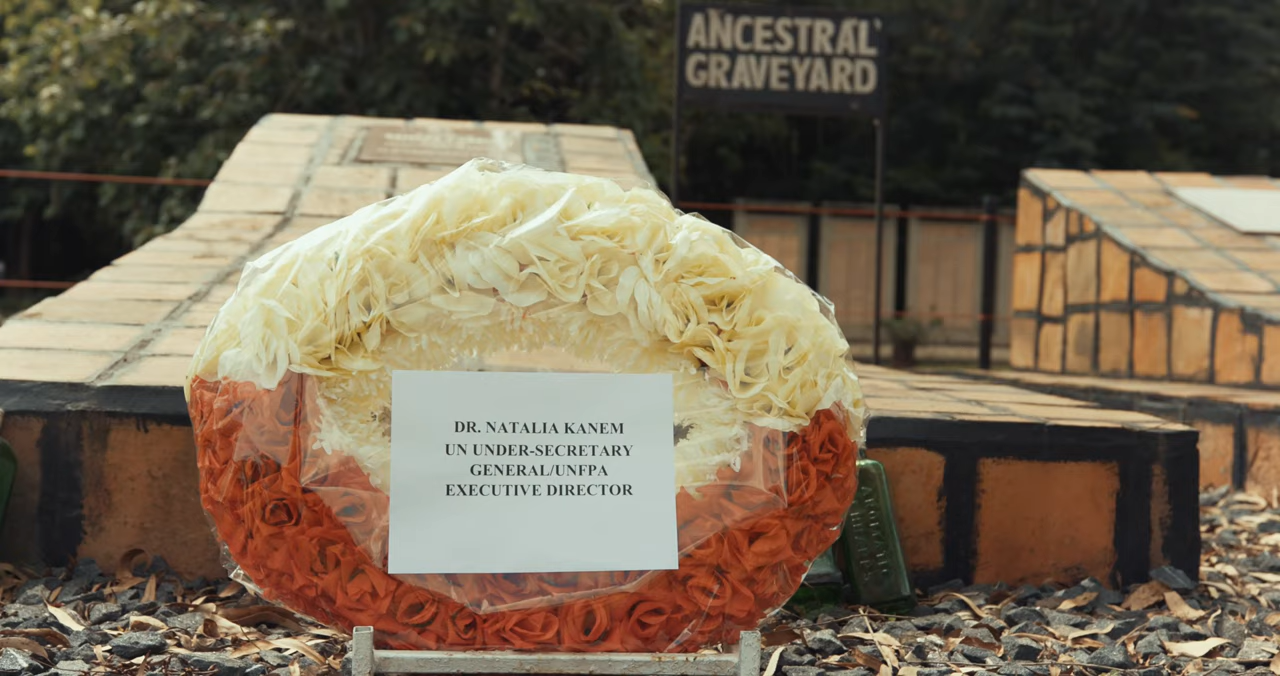 ANCESTRAL
GRAVEYARD
DR. NATALIA KANEM
UN UNDER-SECRETARY
GENERAL/UNFPA
EXECUTIVE DIRECTOR